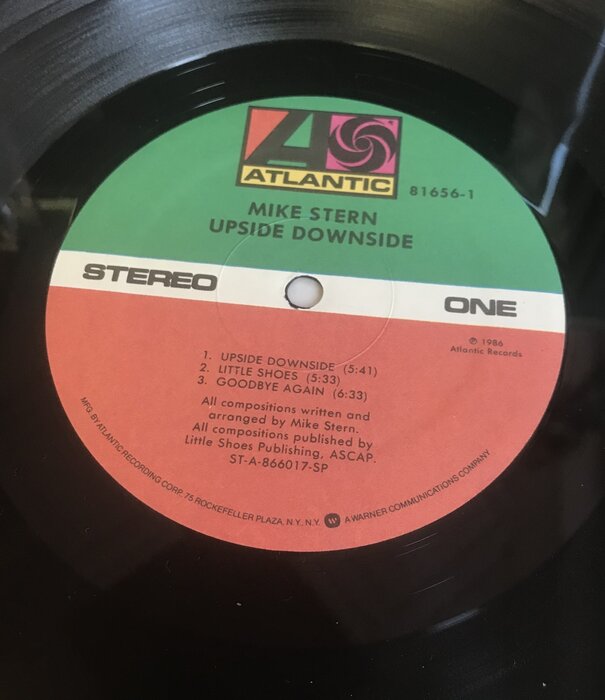 ATLANTIC
81656-1
MIKE STERN
UPSIDE DOWNSIDE
STEREO
ONE
℗ 1986
Atlantic Records
1. UPSIDE DOWNSIDE (5:41)
2. LITTLE SHOES (5:33)
3. GOODBYE AGAIN (6:33)
All compositions written and
arranged by Mike Stern.
All compositions published by
Little Shoes Publishing, ASCAP.
ST-A-866017-SP
MFG. BY ATLANTIC RECORDING CORP. 75 ROCKEFELLER PLAZA, N.Y. N.Y. W A WARNER COMMUNICATIONS COMPANY